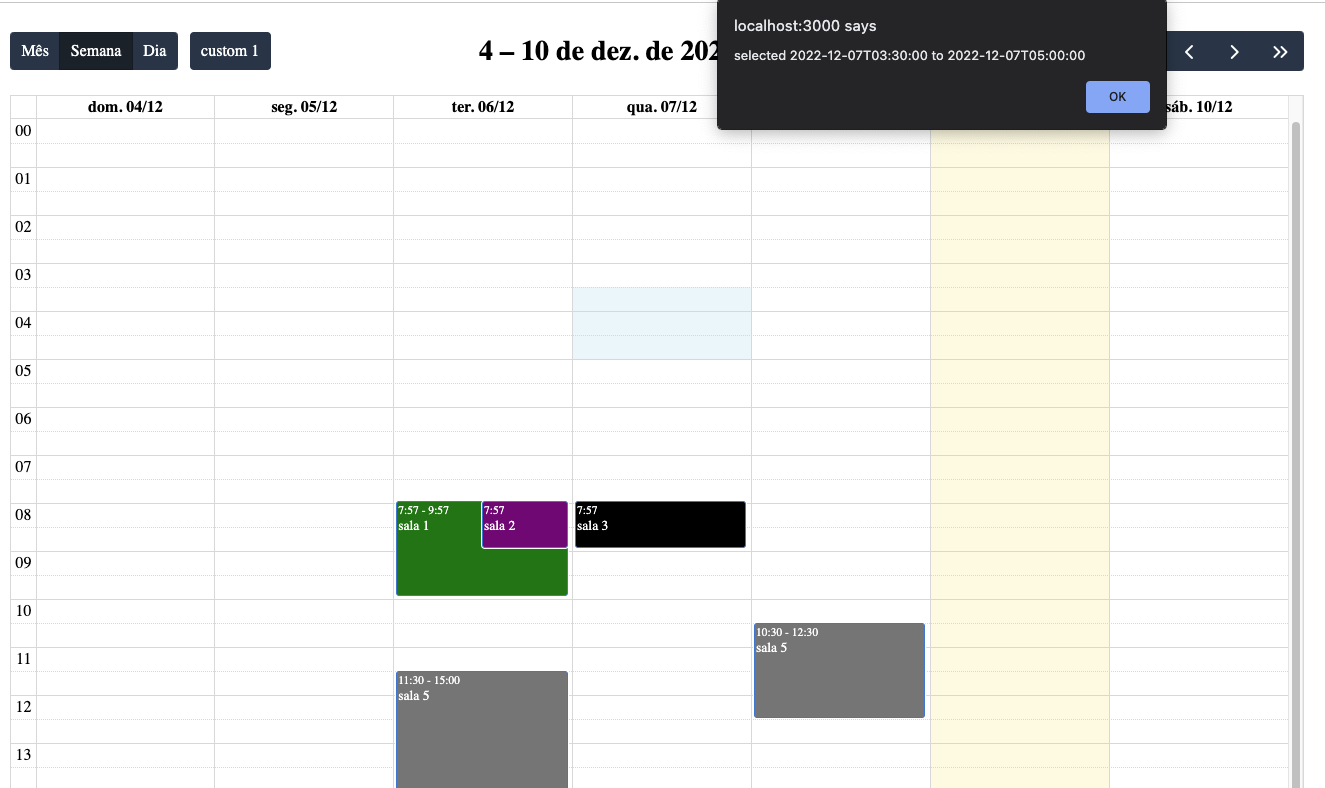 localhost:3000 says
selected 2022-12-07T03:30:00 to 2022-12-07T05:00:00
OK
Mês Semana Dia custom 1
4 – 10 de dez. de 202
dom. 04/12 seg. 05/12 ter. 06/12 qua. 07/12 sáb. 10/12
00
01
02
03
04
05
06
07
08
09
10
11
12
13
7:57 - 9:57
sala 1
7:57
sala 2
7:57
sala 3
10:30 - 12:30
sala 5
11:30 - 15:00
sala 5